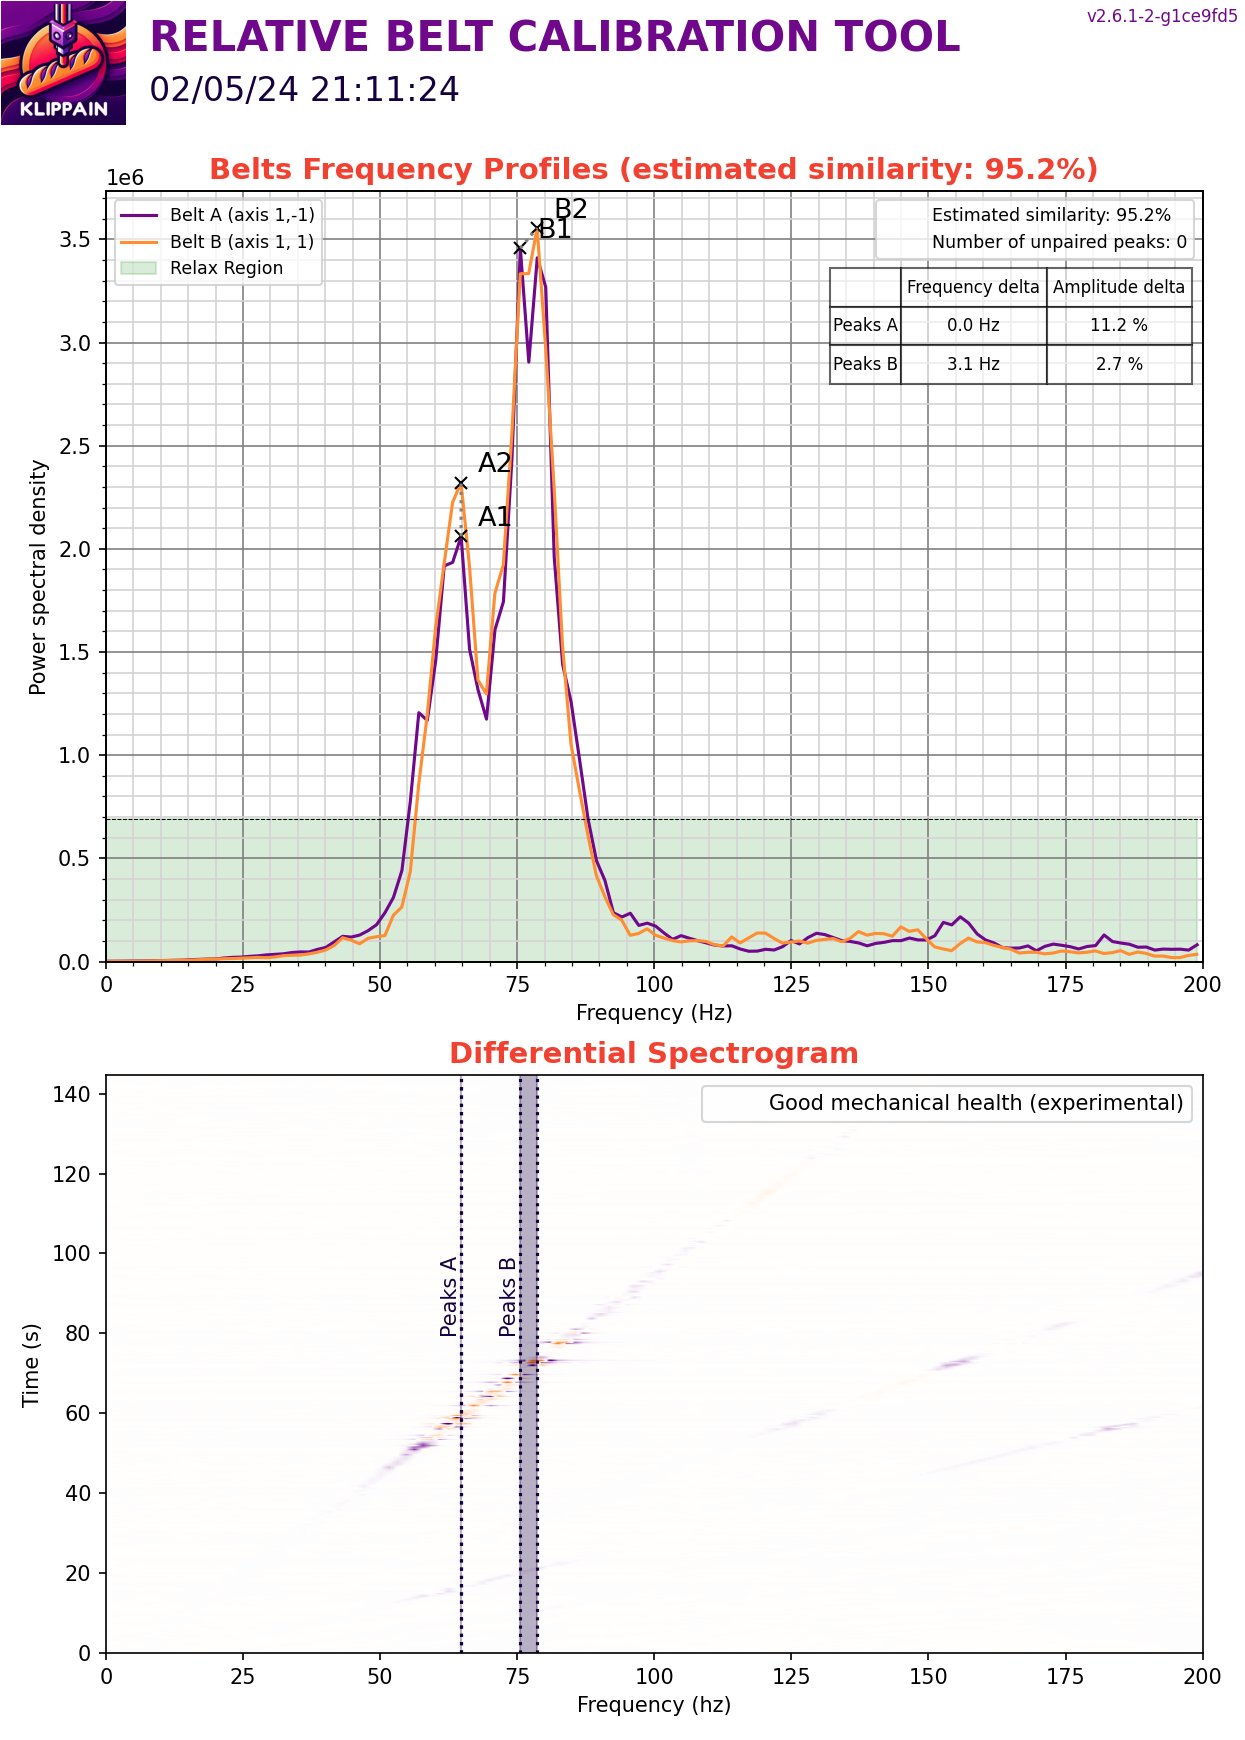 v2.6.1-2-g1ce9fd5
RELATIVE BELT CALIBRATION TOOL
02/05/24 21:11:24
KLIPPAIN
Belts Frequency Profiles (estimated similarity: 95.2%)
1e6
Belt A (axis 1,-1)
Belt B (axis 1, 1)
Relax Region
Estimated similarity: 95.2%
Number of unpaired peaks: 0
Frequency delta Amplitude delta
Peaks A 0.0 Hz 11.2 %
Peaks B 3.1 Hz 2.7 %
B2
B1
A2
A1
3.5
3.0
2.5
2.0
1.5
1.0
0.5
0.0
Power spectral density
0 25 50 75 100 125 150 175 200
Frequency (Hz)
Differential Spectrogram
Good mechanical health (experimental)
140
120
100
80
60
40
20
0
Time (s)
Peaks A
Peaks B
0 25 50 75 100 125 150 175 200
Frequency (hz)